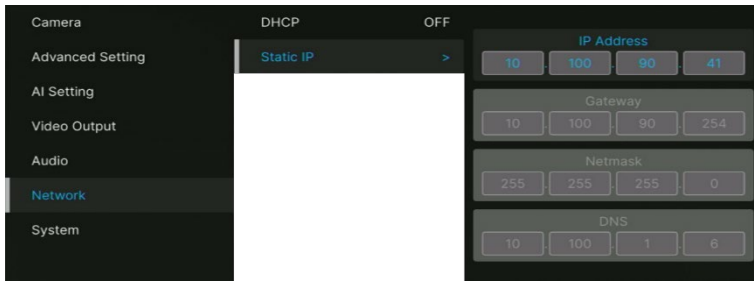 Camera
Advanced Setting
AI Setting
Video Output
Audio
Network
System
DHCP OFF
Static IP >
IP Address
10 . 100 . 90 . 41
Gateway
10 . 100 . 90 . 254
Netmask
255 . 255 . 255 . 0
DNS
10 . 100 . 1 . 6